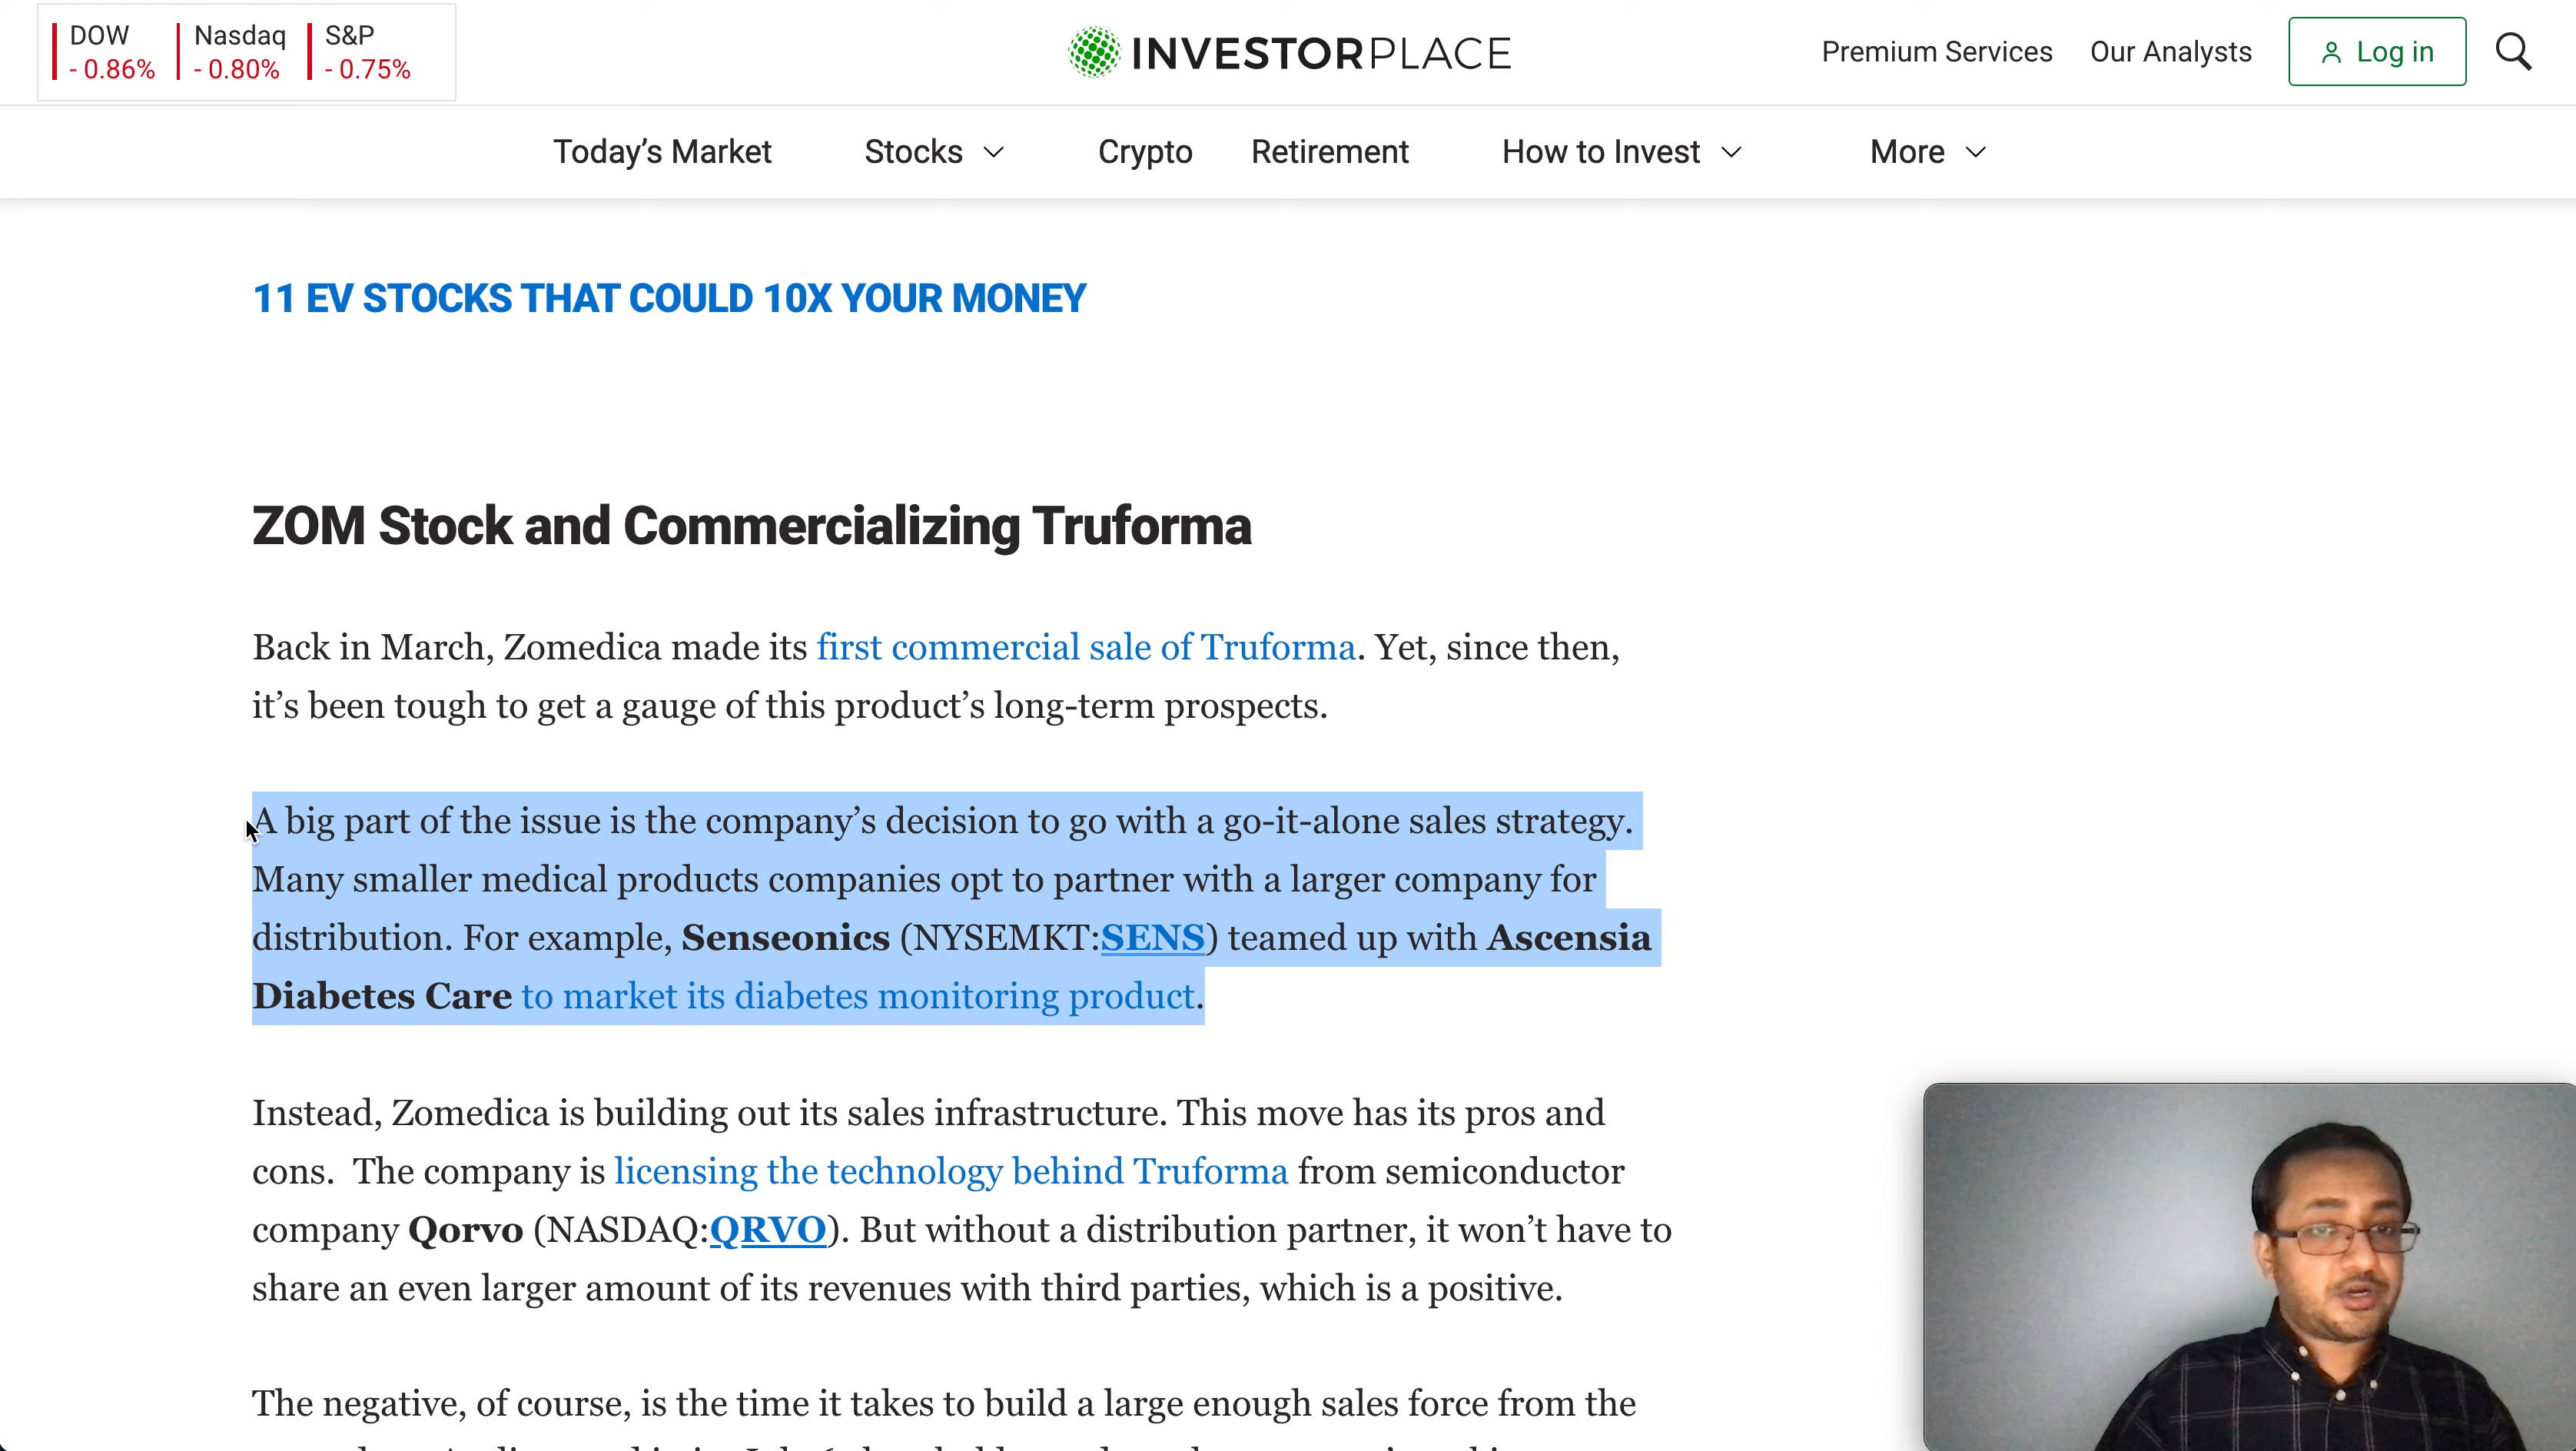 DOW
- 0.86%
Nasdaq
- 0.80%
S&P
- 0.75%
INVESTORPLACE
Premium Services
Our Analysts
Log in
Today’s Market
Stocks
Crypto
Retirement
How to Invest
More
11 EV STOCKS THAT COULD 10X YOUR MONEY
ZOM Stock and Commercializing Truforma
Back in March, Zomedica made its first commercial sale of Truforma. Yet, since then,
it’s been tough to get a gauge of this product’s long-term prospects.
A big part of the issue is the company’s decision to go with a go-it-alone sales strategy.
Many smaller medical products companies opt to partner with a larger company for
distribution. For example, Senseonics (NYSEMKT:SENS) teamed up with Ascensia
Diabetes Care to market its diabetes monitoring product.
Instead, Zomedica is building out its sales infrastructure. This move has its pros and
cons.  The company is licensing the technology behind Truforma from semiconductor
company Qorvo (NASDAQ:QRVO). But without a distribution partner, it won’t have to
share an even larger amount of its revenues with third parties, which is a positive.
The negative, of course, is the time it takes to build a large enough sales force from the